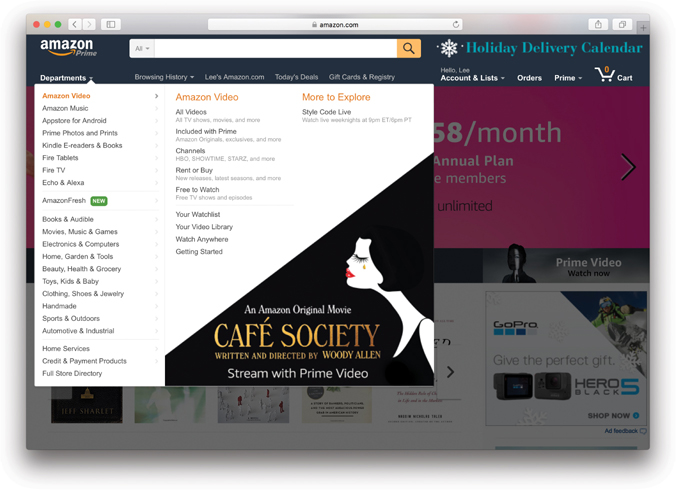 amazon.com
amazon
Prime
All
Holiday Delivery Calendar
Departments
Browsing History
Lee's Amazon.com
Today's Deals
Gift Cards & Registry
Hello, Lee
Account & Lists
Orders
Prime
0
Cart
Amazon Video
Amazon Music
Appstore for Android
Prime Photos and Prints
Kindle E-readers & Books
Fire Tablets
Fire TV
Echo & Alexa
AmazonFresh NEW
Books & Audible
Movies, Music & Games
Electronics & Computers
Home, Garden & Tools
Beauty, Health & Grocery
Toys, Kids & Baby
Clothing, Shoes & Jewelry
Handmade
Sports & Outdoors
Automotive & Industrial
Home Services
Credit & Payment Products
Full Store Directory
Amazon Video
All Videos
All TV shows, movies, and more
Included with Prime
Amazon Originals, exclusives, and more
Channels
HBO, SHOWTIME, STARZ, and more
Rent or Buy
New releases, latest seasons, and more
Free to Watch
Free TV shows and episodes
Your Watchlist
Your Video Library
Watch Anywhere
Getting Started
More to Explore
Style Code Live
Watch live weeknights at 9pm ET/6pm PT
An Amazon Original Movie
CAFÉ SOCIETY
WRITTEN AND DIRECTED BY WOODY ALLEN
Stream with Prime Video
58/month
Annual Plan
e members
unlimited
Prime Video
Watch now
GoPro
Give the perfect gift.
HERO5
BLACK
SHOP NOW
Ad feedback
JEFF SHARLET